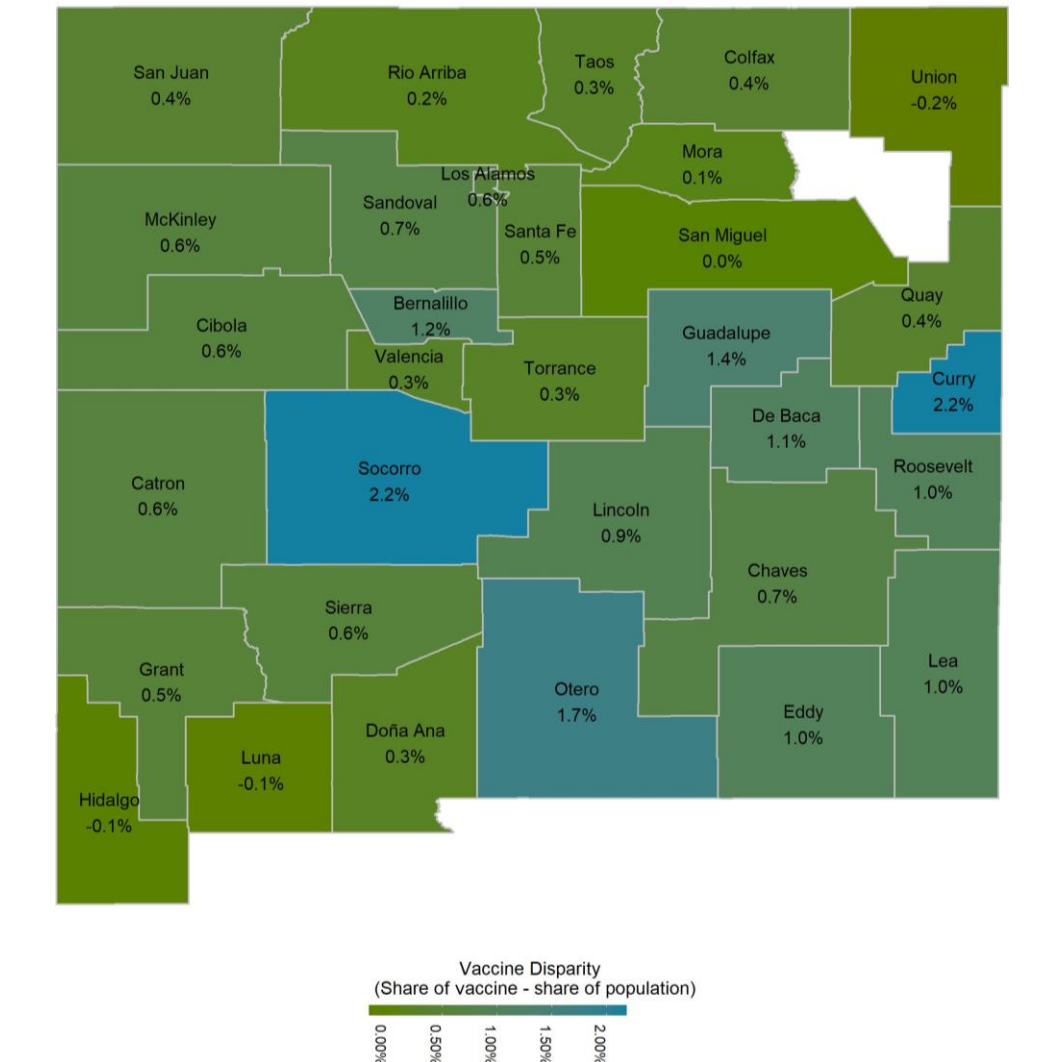 San Juan
0.4%
Rio Arriba
0.2%
Taos
0.3%
Colfax
0.4%
Union
-0.2%
Mora
0.1%
Los Alamos
0.6%
Sandoval
0.7%
McKinley
0.6%
Santa Fe
0.5%
San Miguel
0.0%
Quay
0.4%
Bernalillo
1.2%
Cibola
0.6%
Guadalupe
1.4%
Valencia
0.3%
Torrance
0.3%
Curry
2.2%
De Baca
1.1%
Socorro
2.2%
Roosevelt
1.0%
Catron
0.6%
Lincoln
0.9%
Chaves
0.7%
Sierra
0.6%
Grant
0.5%
Lea
1.0%
Otero
1.7%
Eddy
1.0%
Doña Ana
0.3%
Luna
-0.1%
Hidalgo
-0.1%
Vaccine Disparity
(Share of vaccine - share of population)
0.00%
0.50%
1.00%
1.50%
2.00%